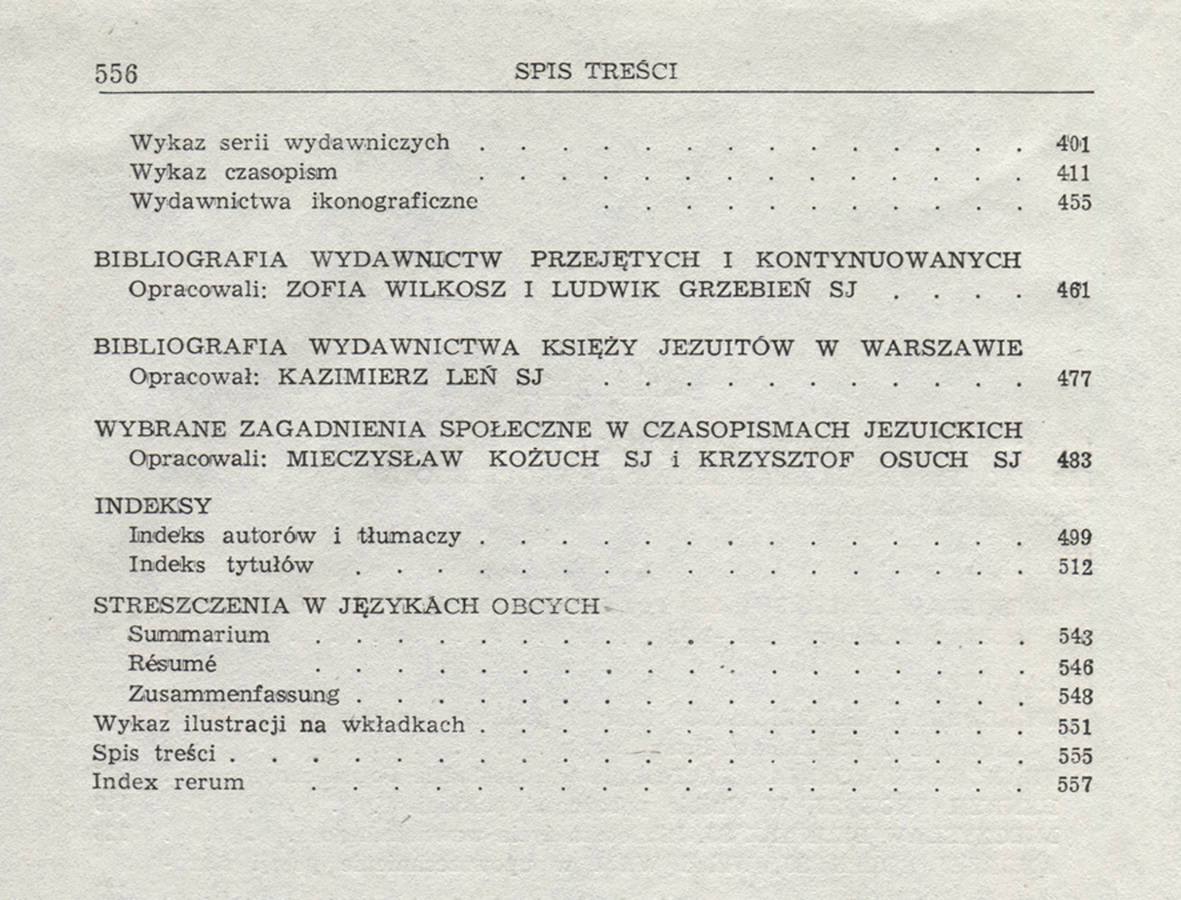 556 SPIS TREŚCI
Wykaz serii wydawniczych . . . . . . . . . . . . . . 401
Wykaz czasopism . . . . . . . . . . . . . . 411
Wydawnictwa ikonograficzne . . . . . . . . . . . 455
BIBLIOGRAFIA WYDAWNICTW PRZEJĘTYCH I KONTYNUOWANYCH
Opracowali: ZOFIA WILKOSZ I LUDWIK GRZEBIEŃ SJ . . . . 461
BIBLIOGRAFIA WYDAWNICTWA KSIĘŻY JEZUITÓW W WARSZAWIE
Opracował: KAZIMIERZ LEŃ SJ . . . . . . . . . . . 477
WYBRANE ZAGADNIENIA SPOŁECZNE W CZASOPISMACH JEZUICKICH
Opracowali: MIECZYSŁAW KOŻUCH SJ i KRZYSZTOF OSUCH SJ 483
INDEKSY
Indeks autorów i tłumaczy . . . . . . . . . . . . . . 499
Indeks tytułów . . . . . . . . . . . . . . . . . 512
STRESZCZENIA W JĘZYKACH OBCYCH
Summarium . . . . . . . . . . . . . . . . . . 543
Résumé . . . . . . . . . . . . . . . . . . 546
Zusammenfassung . . . . . . . . . . . . . . . . . 548
Wykaz ilustracji na wkładkach . . . . . . . . . . . . . . 551
Spis treści . . . . . . . . . . . . . . . . . . . . 555
Index rerum . . . . . . . . . . . . . . . . . . 557